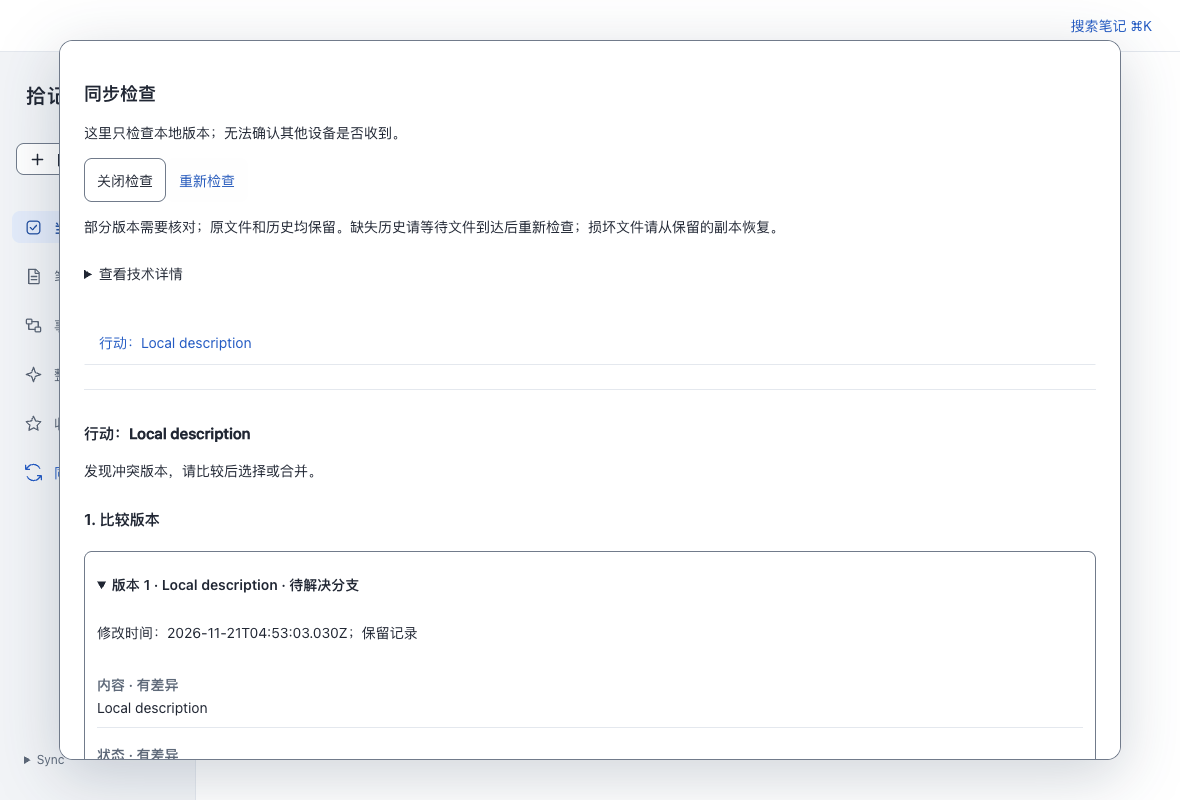 搜索笔记 ⌘K
拾记
同步检查
这里只检查本地版本；无法确认其他设备是否收到。
关闭检查 重新检查
部分版本需要核对；原文件和历史均保留。缺失历史请等待文件到达后重新检查；损坏文件请从保留的副本恢复。
查看技术详情
行动：Local description
行动：Local description
发现冲突版本，请比较后选择或合并。
1. 比较版本
版本 1 · Local description · 待解决分支
修改时间：2026-11-21T04:53:03.030Z；保留记录
内容 · 有差异
Local description
状态 · 有差异
Sync